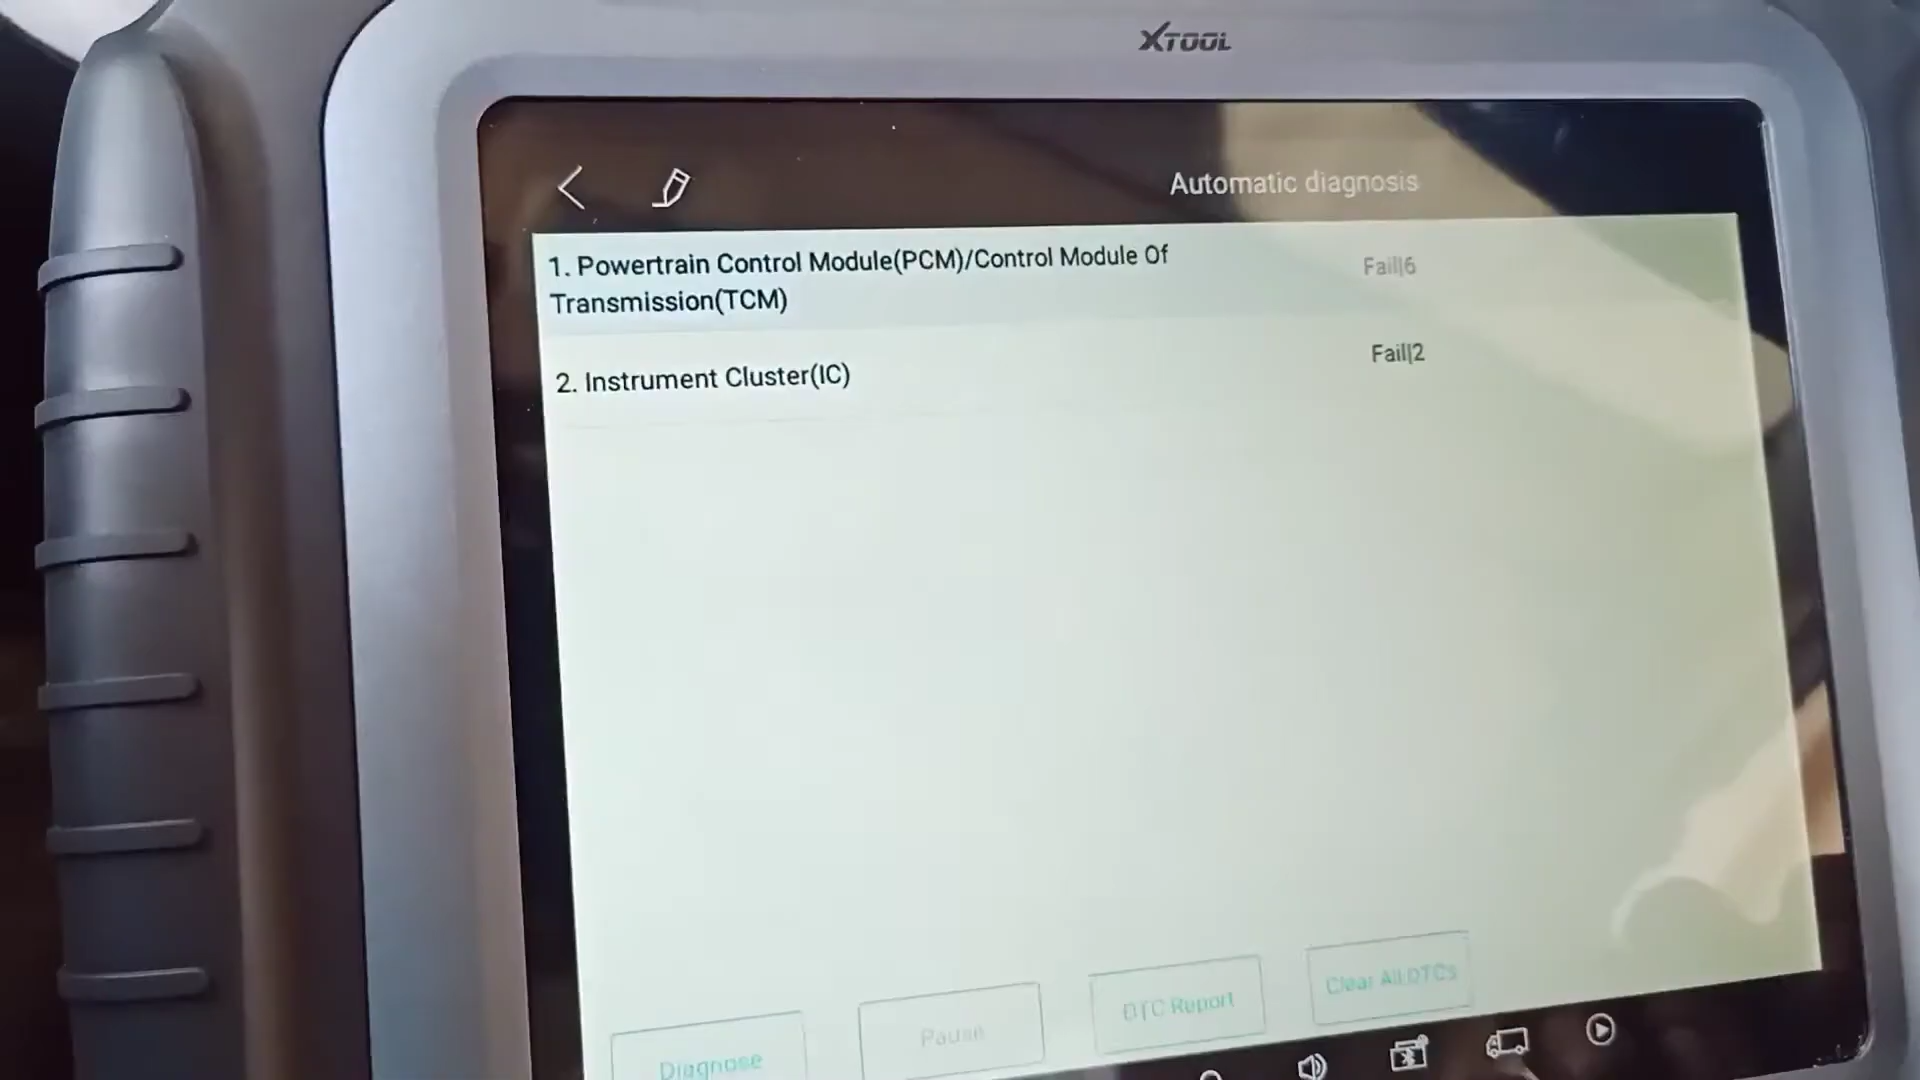 XTOOL
Automatic diagnosis
1. Powertrain Control Module(PCM)/Control Module Of
Transmission(TCM)
Fail|6
2. Instrument Cluster(IC)
Fail|2
Diagnose
Pause
DTC Report
Clear All DTCs